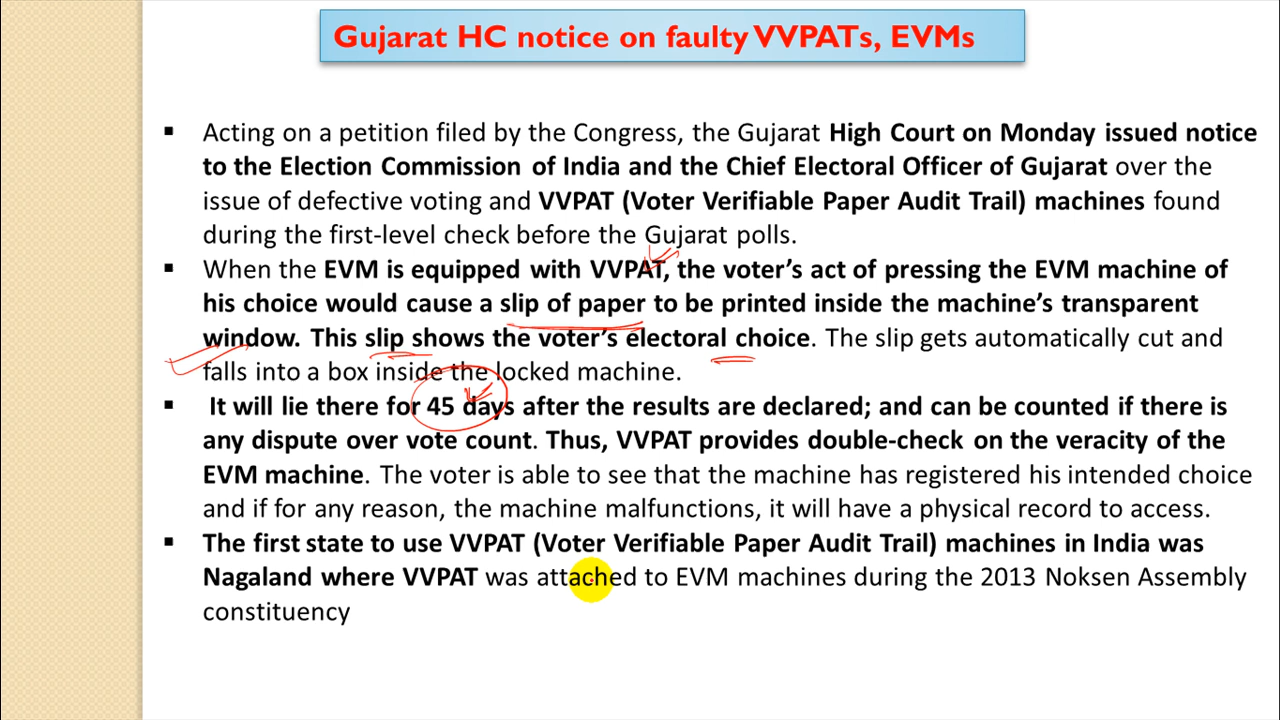 Gujarat HC notice on faulty VVPATs, EVMs
▪ Acting on a petition filed by the Congress, the Gujarat High Court on Monday issued notice
to the Election Commission of India and the Chief Electoral Officer of Gujarat over the
issue of defective voting and VVPAT (Voter Verifiable Paper Audit Trail) machines found
during the first-level check before the Gujarat polls.
▪ When the EVM is equipped with VVPAT, the voter's act of pressing the EVM machine of
his choice would cause a slip of paper to be printed inside the machine's transparent
window. This slip shows the voter's electoral choice. The slip gets automatically cut and
falls into a box inside the locked machine.
▪ It will lie there for 45 days after the results are declared; and can be counted if there is
any dispute over vote count. Thus, VVPAT provides double-check on the veracity of the
EVM machine. The voter is able to see that the machine has registered his intended choice
and if for any reason, the machine malfunctions, it will have a physical record to access.
▪ The first state to use VVPAT (Voter Verifiable Paper Audit Trail) machines in India was
Nagaland where VVPAT was attached to EVM machines during the 2013 Noksen Assembly
constituency